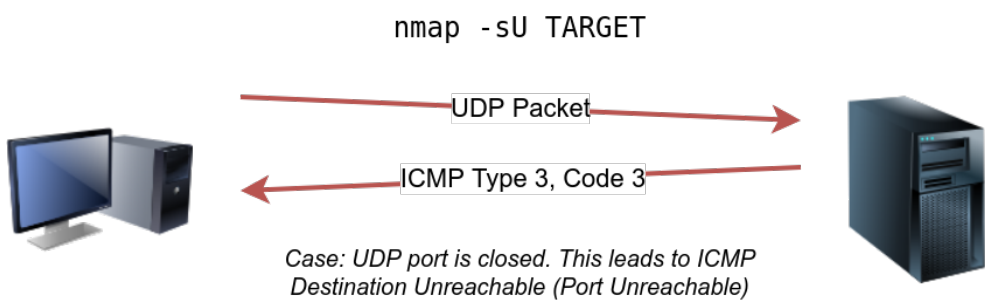 nmap -sU TARGET
UDP Packet
ICMP Type 3, Code 3
Case: UDP port is closed. This leads to ICMP
Destination Unreachable (Port Unreachable)